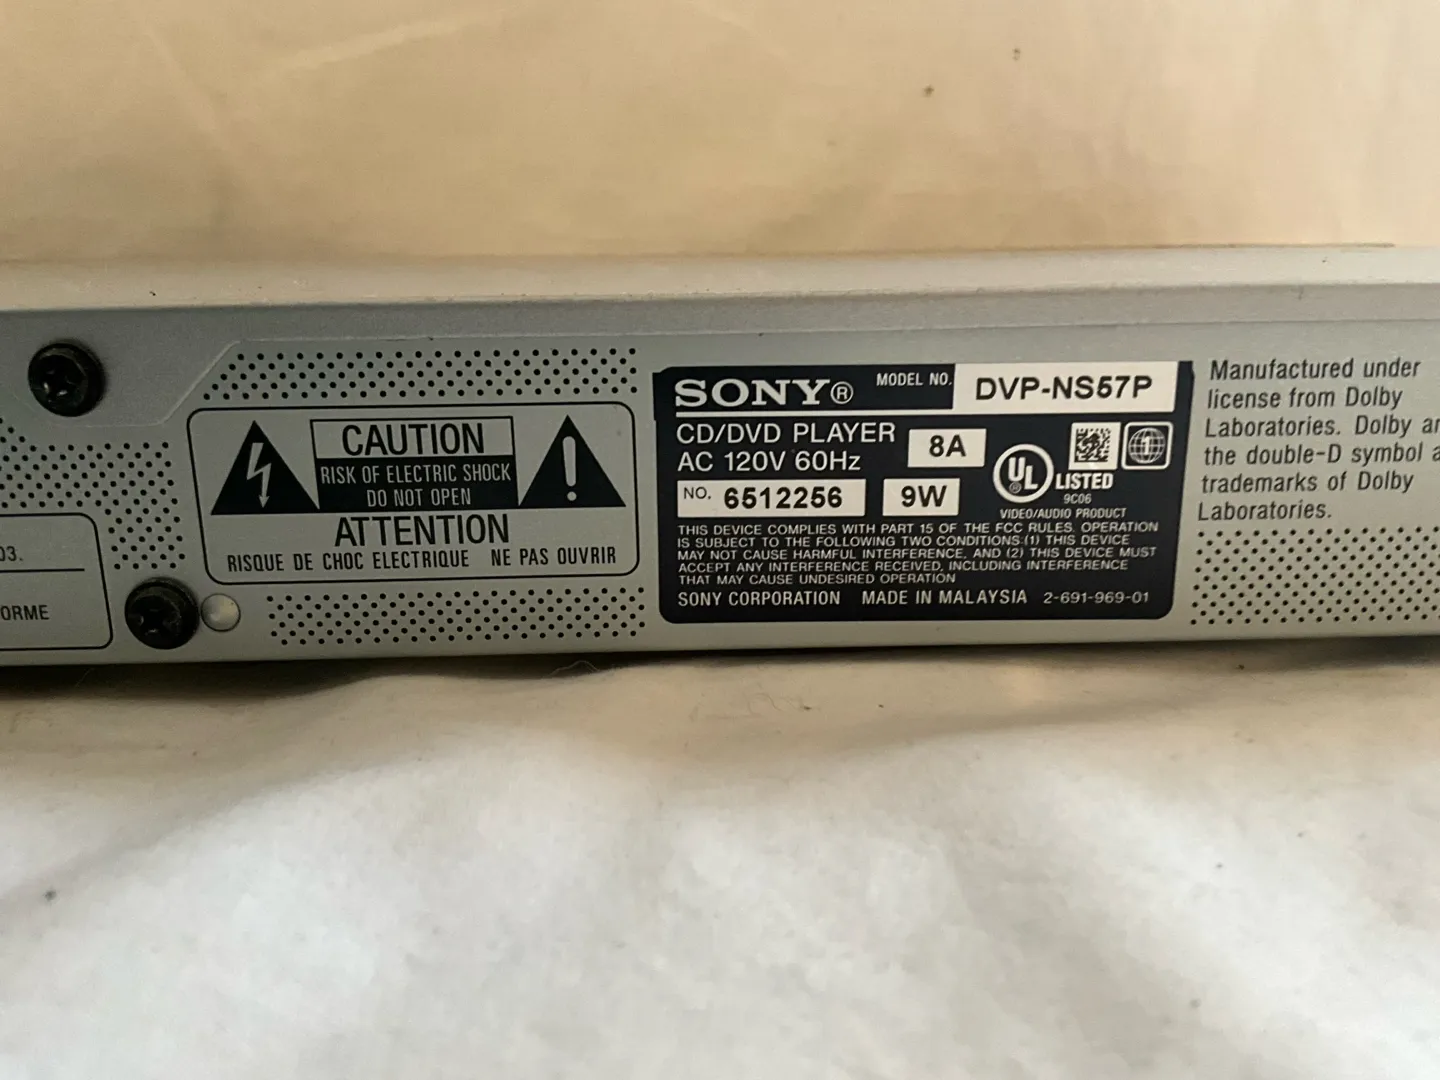 03.
ORME
CAUTION
RISK OF ELECTRIC SHOCK
DO NOT OPEN
ATTENTION
RISQUE DE CHOC ELECTRIQUE NE PAS OUVRIR
SONY® MODEL NO. DVP-NS57P
CD/DVD PLAYER 8A
AC 120V 60Hz
NO. 6512256 9W
UL® LISTED
9C06
VIDEO/AUDIO PRODUCT
THIS DEVICE COMPLIES WITH PART 15 OF THE FCC RULES. OPERATION
IS SUBJECT TO THE FOLLOWING TWO CONDITIONS:(1) THIS DEVICE
MAY NOT CAUSE HARMFUL INTERFERENCE, AND (2) THIS DEVICE MUST
ACCEPT ANY INTERFERENCE RECEIVED, INCLUDING INTERFERENCE
THAT MAY CAUSE UNDESIRED OPERATION
SONY CORPORATION MADE IN MALAYSIA 2-691-969-01
Manufactured under
license from Dolby
Laboratories. Dolby an
the double-D symbol a
trademarks of Dolby
Laboratories.